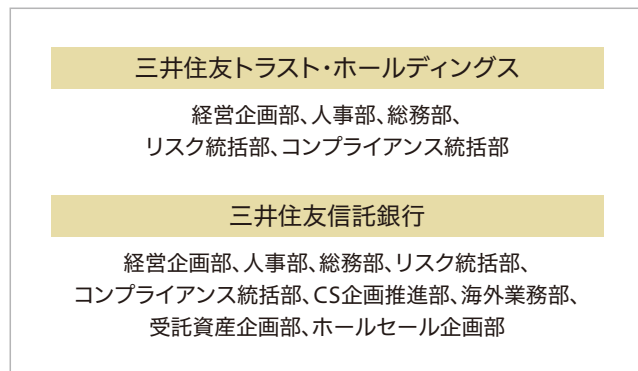 三井住友トラスト・ホールディングス
経営企画部、人事部、総務部、
リスク統括部、コンプライアンス統括部
三井住友信託銀行
経営企画部、人事部、総務部、リスク統括部、
コンプライアンス統括部、CS企画推進部、海外業務部、
受託資産企画部、ホールセール企画部